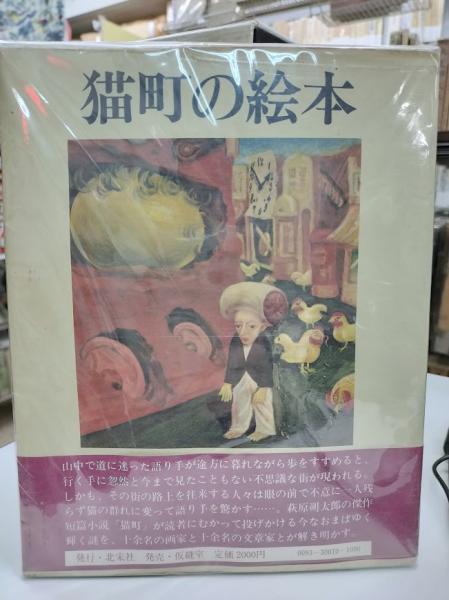 猫町の絵本
山中で道に迷った語り手が途方に暮れながら歩をすすめると、
行く手に忽然と今まで見たこともない不思議な街が現われる。
しかも、その街の路上を往来する人々は眼の前で不意に一人残
らず猫の群れに変って語り手を驚かす……。萩原朔太郎の傑作
短篇小説「猫町」が読者にむかって投げかける今なおまばゆく
輝く謎を、十余名の画家と十余名の文章家とが解き明かす。
発行・北宋社 発売・仮縫室 定価2000円